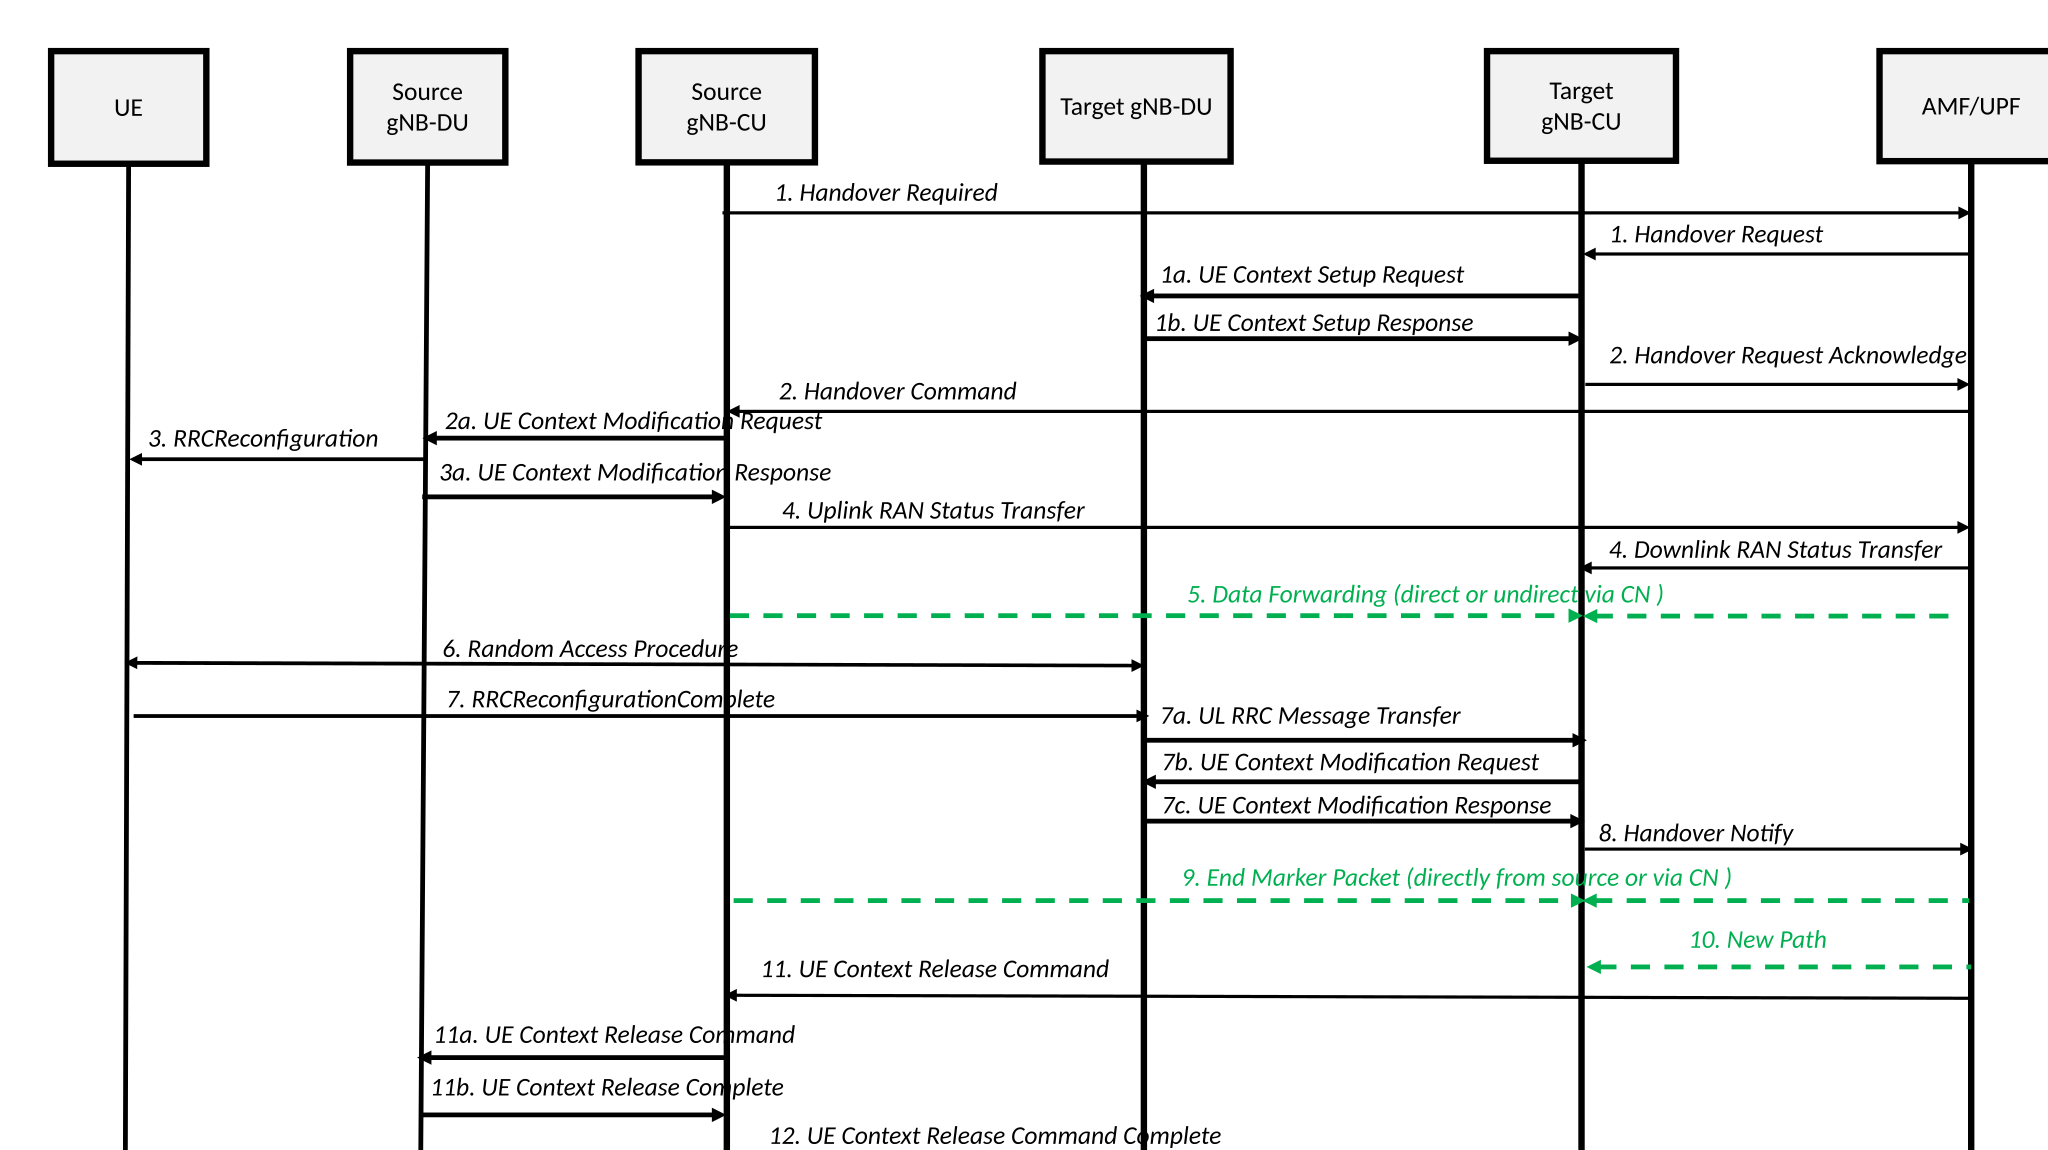 UE
Source
gNB-DU
Source
gNB-CU
Target gNB-DU
Target
gNB-CU
AMF/UPF
1. Handover Required
1. Handover Request
1a. UE Context Setup Request
1b. UE Context Setup Response
2. Handover Request Acknowledge
2. Handover Command
2a. UE Context Modification Request
3. RRCReconfiguration
3a. UE Context Modification Response
4. Uplink RAN Status Transfer
4. Downlink RAN Status Transfer
5. Data Forwarding (direct or undirect via CN )
6. Random Access Procedure
7. RRCReconfigurationComplete
7a. UL RRC Message Transfer
7b. UE Context Modification Request
7c. UE Context Modification Response
8. Handover Notify
9. End Marker Packet (directly from source or via CN )
10. New Path
11. UE Context Release Command
11a. UE Context Release Command
11b. UE Context Release Complete
12. UE Context Release Command Complete